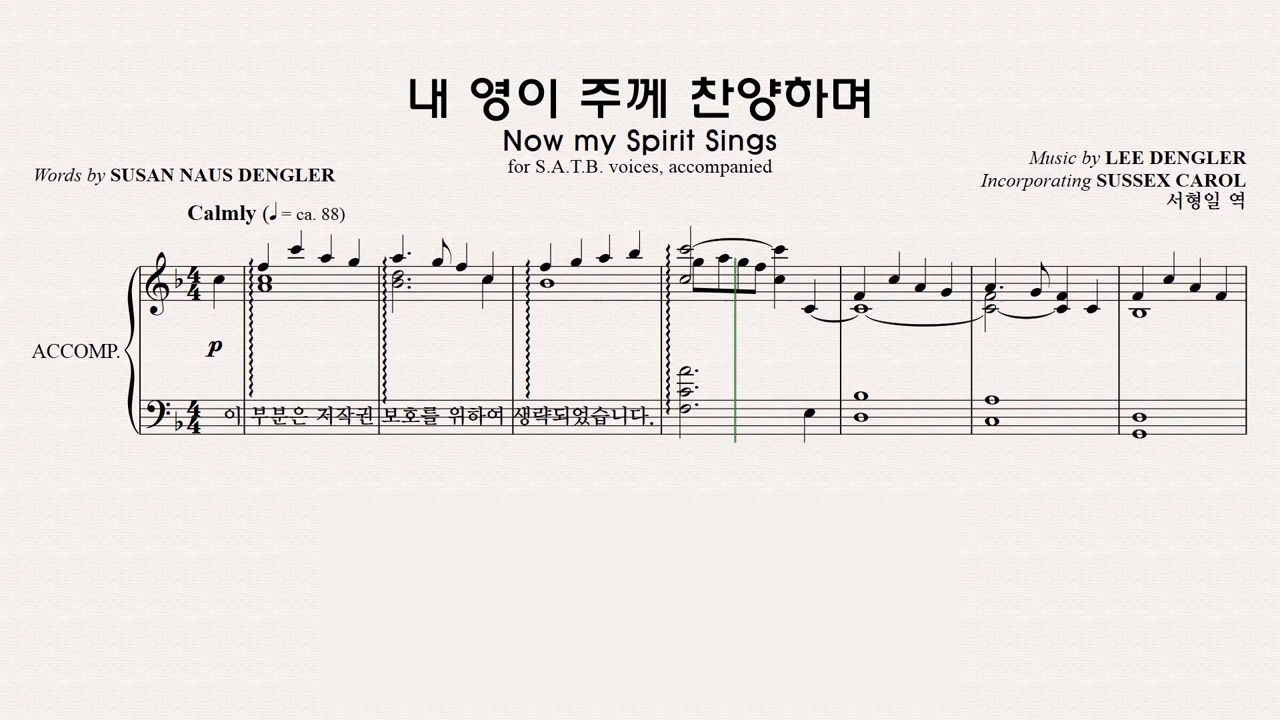 내 영이 주께 찬양하며
Now my Spirit Sings
for S.A.T.B. voices, accompanied
Words by SUSAN NAUS DENGLER
Music by LEE DENGLER
Incorporating SUSSEX CAROL
서형일 역
Calmly (♩ = ca. 88)
p
ACCOMP.
이 부분은 저작권 보호를 위하여 생략되었습니다.